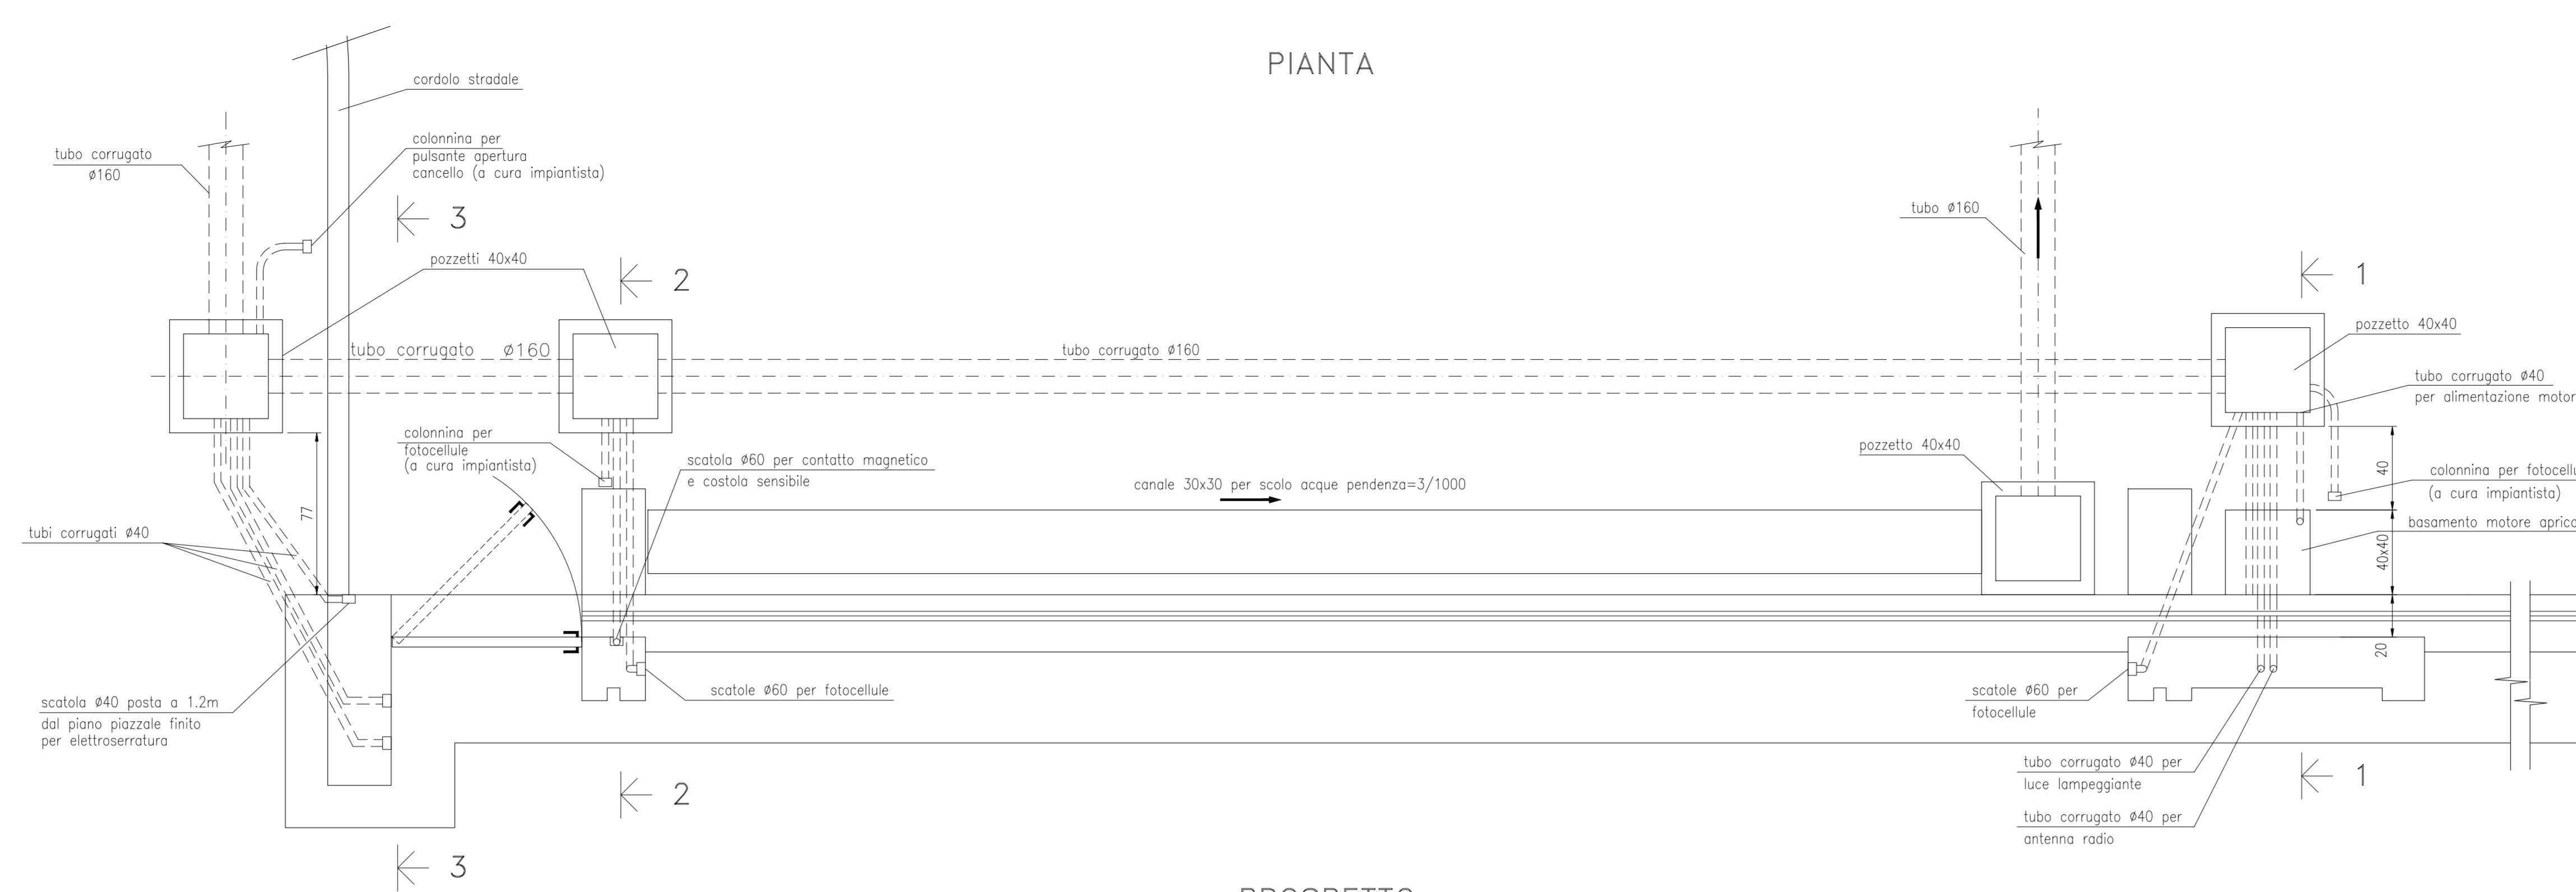 PIANTA
cordolo stradale
colonnina per
pulsante apertura
cancello (a cura impiantista)
tubo corrugato
ø160
3
tubo ø160
pozzetti 40x40
2
1
pozzetto 40x40
tubo corrugato ø160
tubo corrugato ø160
tubo corrugato ø40
per alimentazione motor
colonnina per
fotocellule
(a cura impiantista)
scatola ø60 per contatto magnetico
e costola sensibile
pozzetto 40x40
canale 30x30 per scolo acque pendenza=3/1000
40
colonnina per fotocellu
(a cura impiantista)
77
tubi corrugati ø40
basamento motore aprica
40x40
20
scatola ø40 posta a 1.2m
dal piano piazzale finito
per elettroserratura
scatole ø60 per fotocellule
scatole ø60 per
fotocellule
tubo corrugato ø40 per
luce lampeggiante
1
2
tubo corrugato ø40 per
antenna radio
3